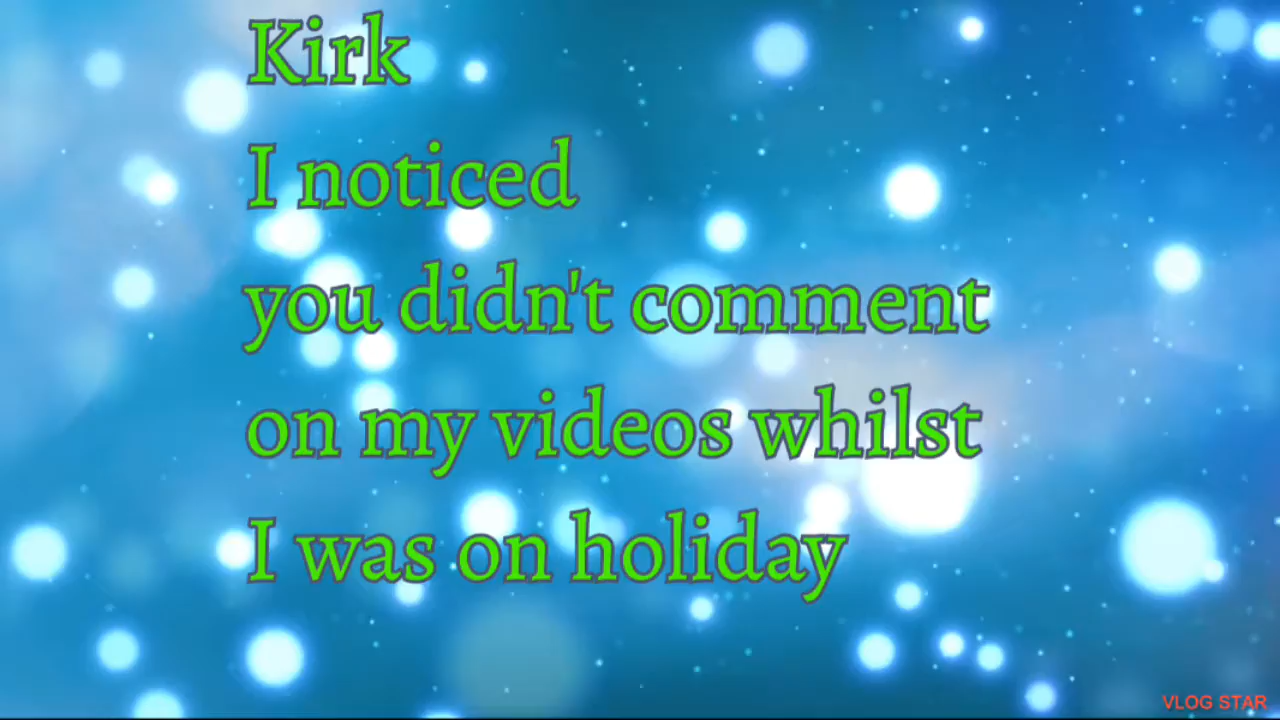 Kirk
I noticed
you didn't comment
on my videos whilst
I was on holiday
VLOG STAR